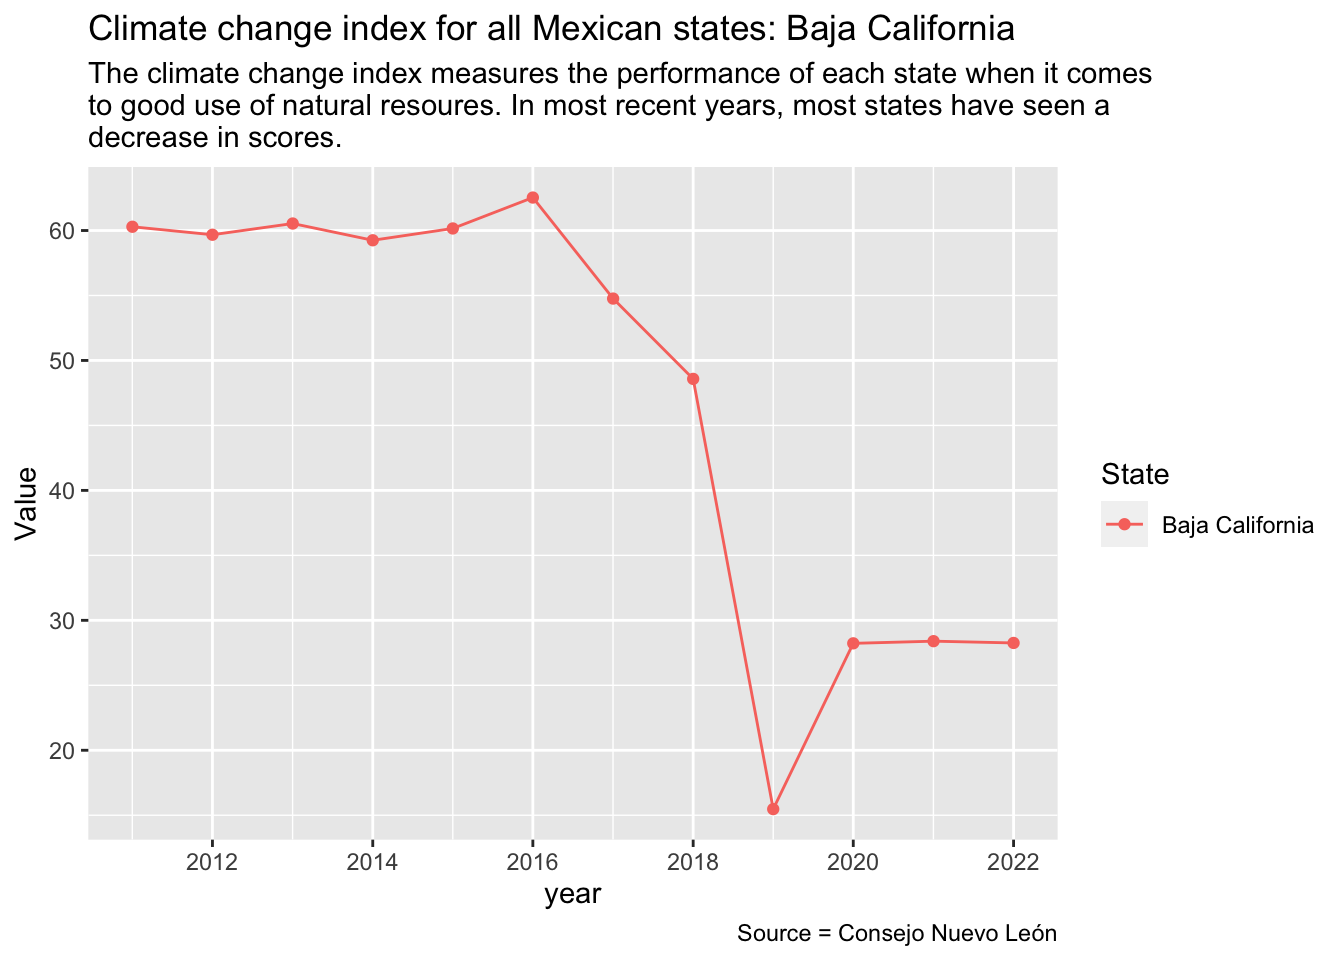 Climate change index for all Mexican states: Baja California
The climate change index measures the performance of each state when it comes
to good use of natural resoures. In most recent years, most states have seen a
decrease in scores.
60
50
40
30
20
Value
2012
2014
2016
2018
2020
2022
year
State
Baja California
Source = Consejo Nuevo León